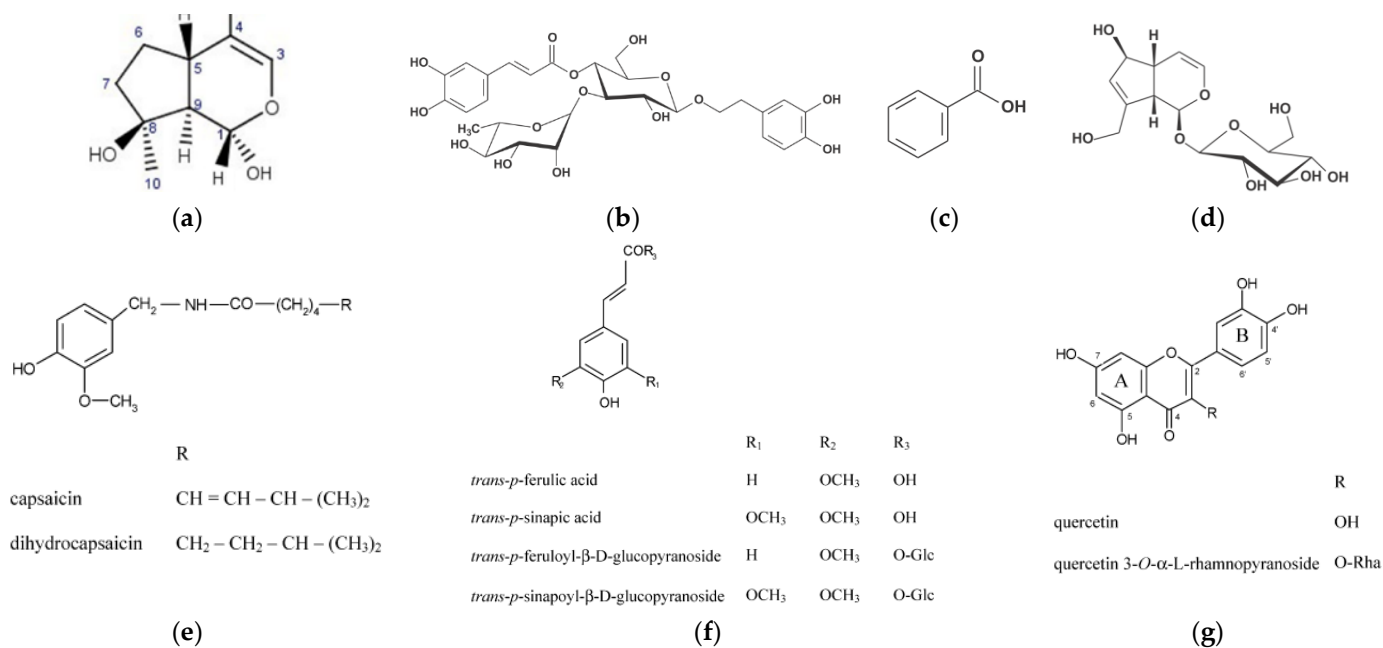 H
4
6
3
5
7
9
O
8
1
HO
H
10
H
OH
(a)
O
OH
HO
O
O
HO
O
O
OH
OH
H₃C
O
HO
HO
OH
OH
(b)
O
OH
(c)
HO
H
O
HO
H
O
O
HO
OH
OH
OH
(d)
CH₂ — NH — CO — (CH₂)₄ — R
HO
O — CH₃
R
capsaicin CH = CH – CH – (CH₃)₂
dihydrocapsaicin CH₂ – CH₂ – CH – (CH₃)₂
(e)
COR₃
R₂
R₁
OH
R₁ R₂ R₃
trans-p-ferulic acid H OCH₃ OH
trans-p-sinapic acid OCH₃ OCH₃ OH
trans-p-feruloyl-β-D-glucopyranoside H OCH₃ O-Glc
trans-p-sinapoyl-β-D-glucopyranoside OCH₃ OCH₃ O-Glc
(f)
OH
OH
B
4'
5'
6'
HO
7
O
2
A
6
5
4
R
OH
O
R
quercetin OH
quercetin 3-O-α-L-rhamnopyranoside O-Rha
(g)